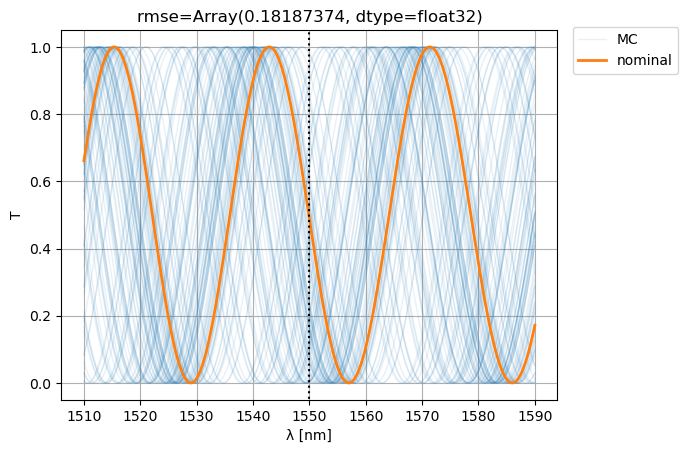 rmse=Array(0.18187374, dtype=float32)
MC
nominal
1.0
0.8
0.6
0.4
0.2
0.0
T
1510 1520 1530 1540 1550 1560 1570 1580 1590
λ [nm]